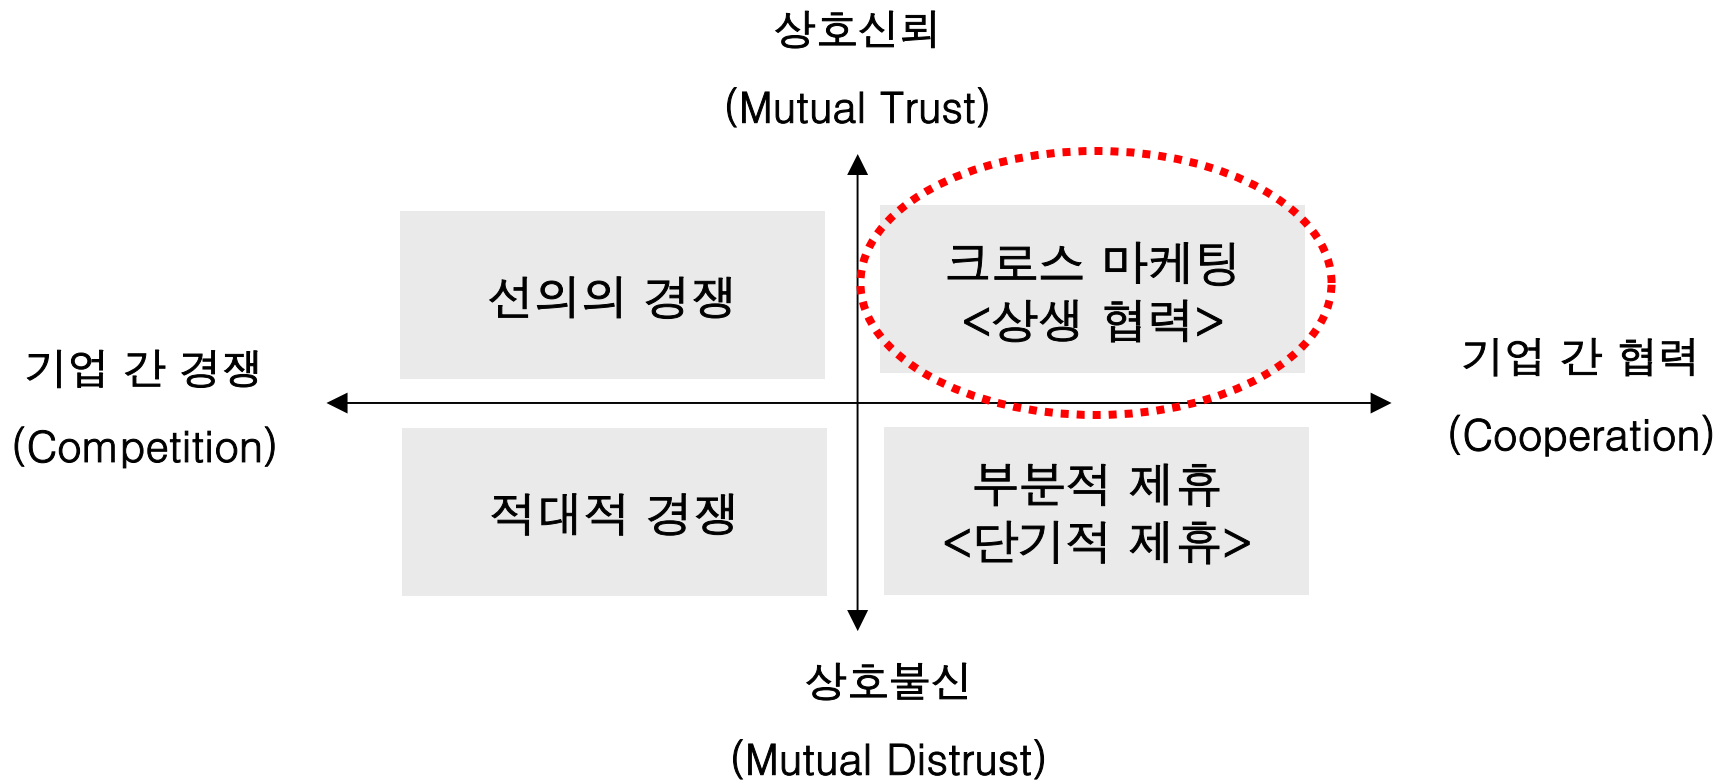 상호신뢰
(Mutual Trust)
선의의 경쟁
크로스 마케팅
<상생 협력>
기업 간 경쟁
(Competition)
기업 간 협력
(Cooperation)
적대적 경쟁
부분적 제휴
<단기적 제휴>
상호불신
(Mutual Distrust)